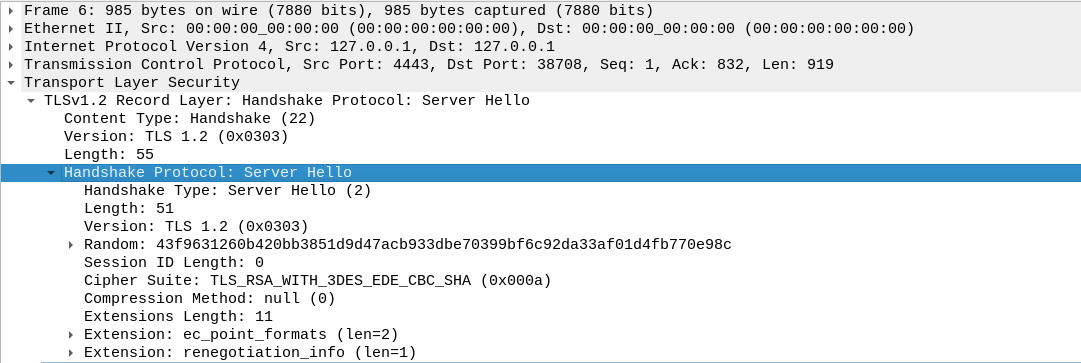 Frame 6: 985 bytes on wire (7880 bits), 985 bytes captured (7880 bits)
Ethernet II, Src: 00:00:00_00:00:00 (00:00:00:00:00:00), Dst: 00:00:00_00:00:00 (00:00:00:00:00:00)
Internet Protocol Version 4, Src: 127.0.0.1, Dst: 127.0.0.1
Transmission Control Protocol, Src Port: 4443, Dst Port: 38708, Seq: 1, Ack: 832, Len: 919
Transport Layer Security
TLSv1.2 Record Layer: Handshake Protocol: Server Hello
Content Type: Handshake (22)
Version: TLS 1.2 (0x0303)
Length: 55
Handshake Protocol: Server Hello
Handshake Type: Server Hello (2)
Length: 51
Version: TLS 1.2 (0x0303)
Random: 43f9631260b420bb3851d9d47acb933dbe70399bf6c92da33af01d4fb770e98c
Session ID Length: 0
Cipher Suite: TLS_RSA_WITH_3DES_EDE_CBC_SHA (0x000a)
Compression Method: null (0)
Extensions Length: 11
Extension: ec_point_formats (len=2)
Extension: renegotiation_info (len=1)